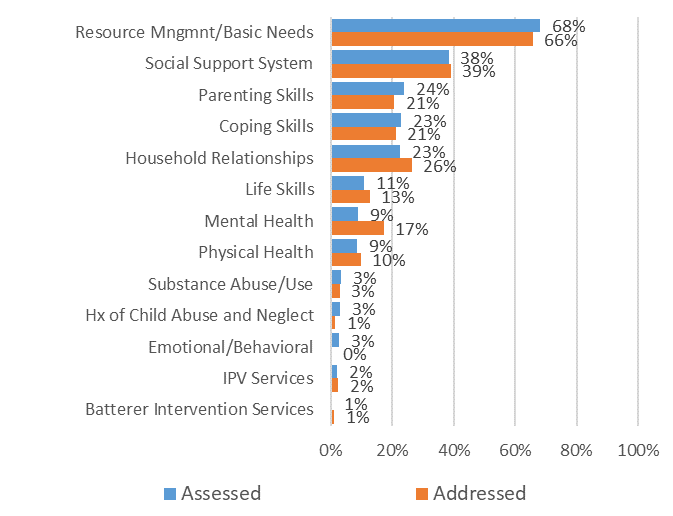 Resource Mngmnt/Basic Needs
68%
66%
Social Support System
38%
39%
Parenting Skills
24%
21%
Coping Skills
23%
21%
Household Relationships
23%
26%
Life Skills
11%
13%
Mental Health
9%
17%
Physical Health
9%
10%
Substance Abuse/Use
3%
3%
Hx of Child Abuse and Neglect
3%
1%
Emotional/Behavioral
3%
0%
IPV Services
2%
2%
Batterer Intervention Services
1%
1%
0% 20% 40% 60% 80% 100%
Assessed Addressed